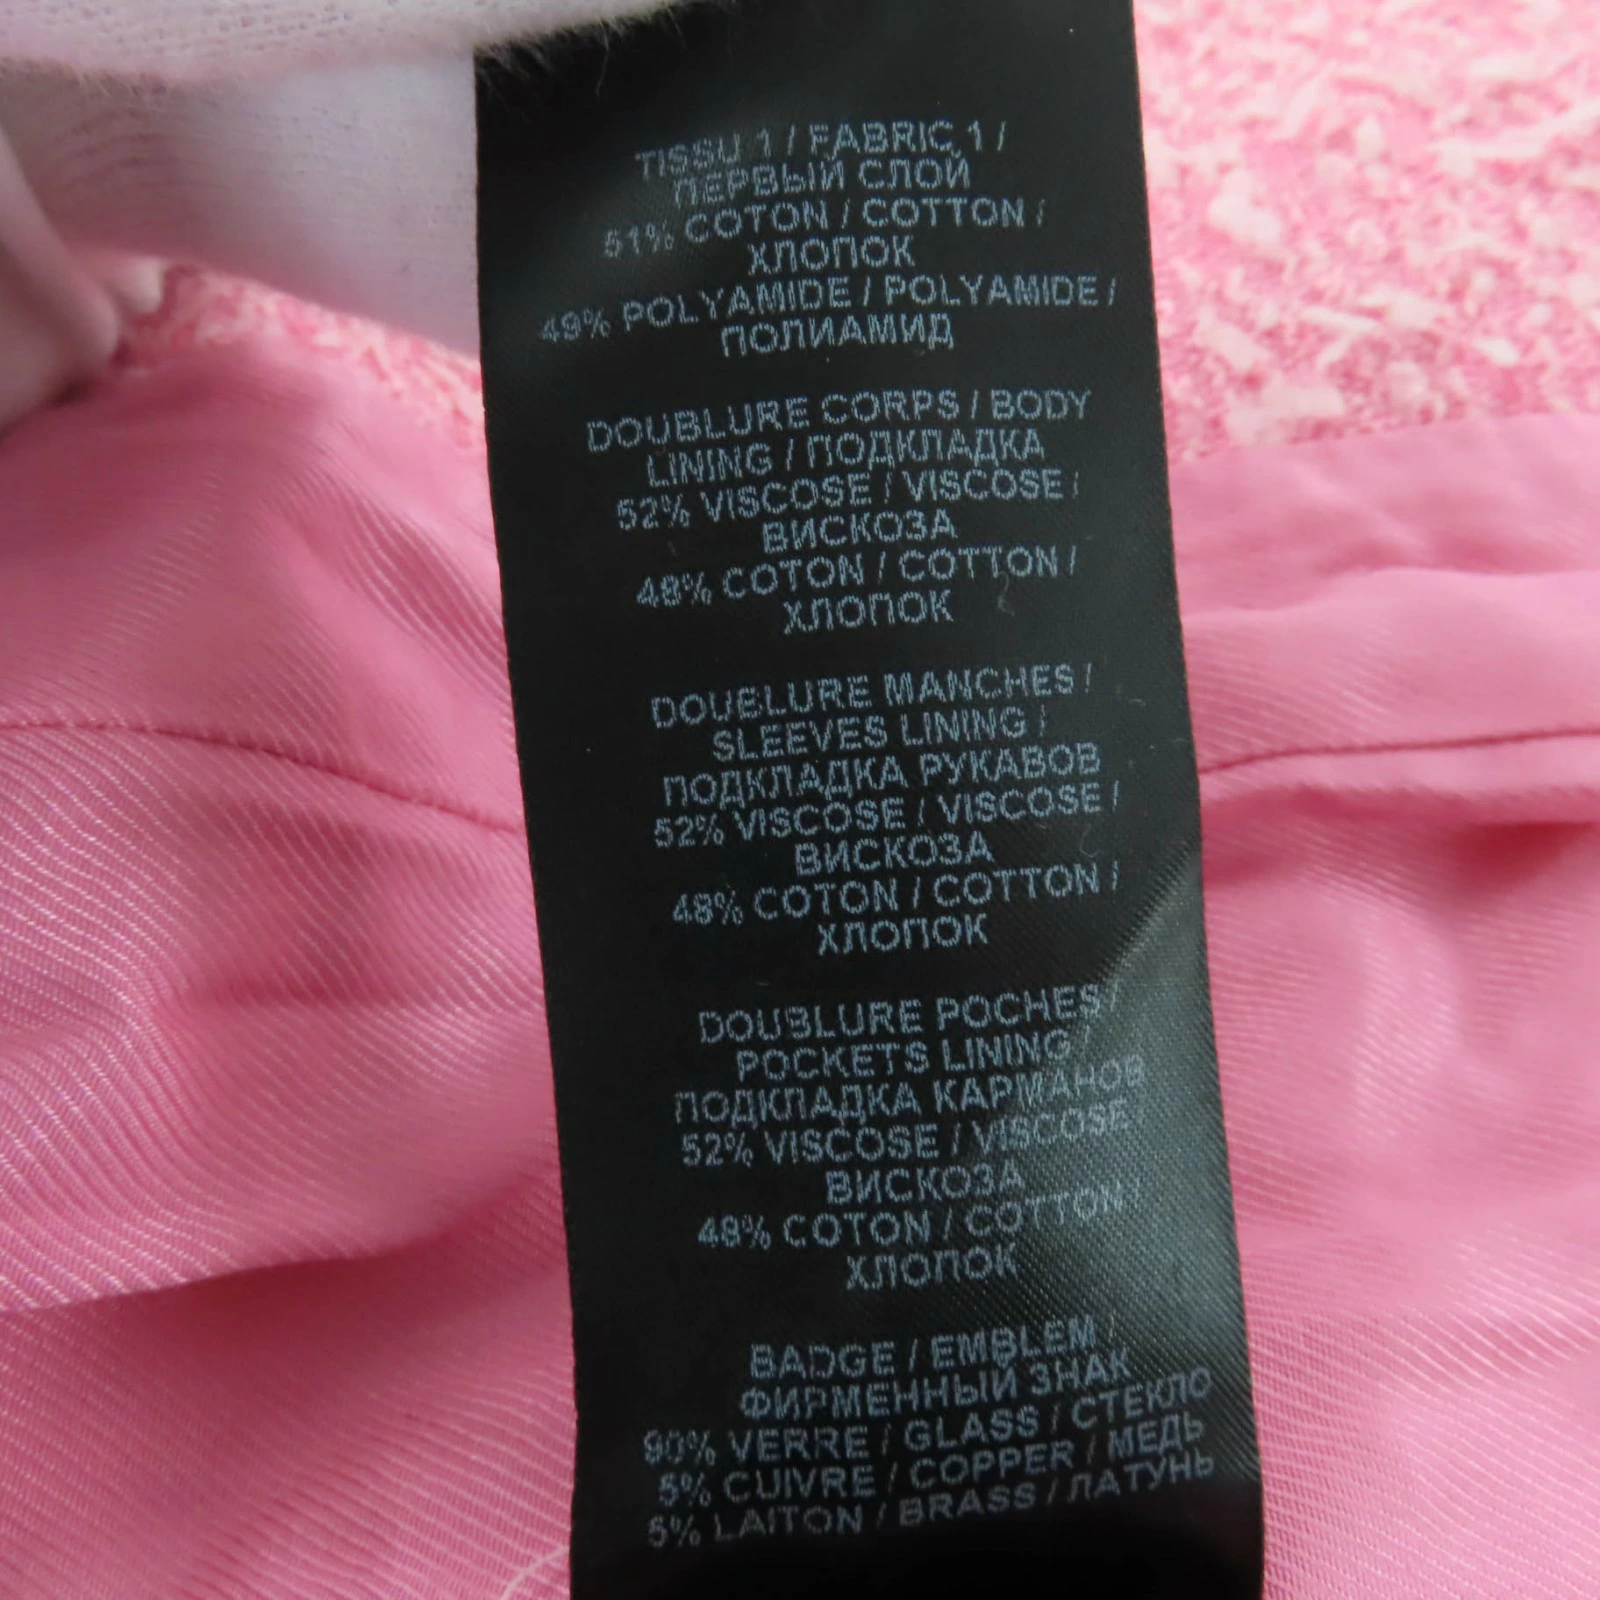 TISSU 1 / FABRIC 1 /
ПЕРВЫЙ СЛОЙ
51% COTON / COTTON /
ХЛОПОК
49% POLYAMIDE / POLYAMIDE /
ПОЛИАМИД
DOUBLURE CORPS / BODY
LINING / ПОДКЛАДКА
52% VISCOSE / VISCOSE /
ВИСКОЗА
48% COTON / COTTON /
ХЛОПОК
DOUBLURE MANCHES /
SLEEVES LINING /
ПОДКЛАДКА РУКАВОВ
52% VISCOSE / VISCOSE /
ВИСКОЗА
48% COTON / COTTON /
ХЛОПОК
DOUBLURE POCHES /
POCKETS LINING /
ПОДКЛАДКА КАРМАНОВ
52% VISCOSE / VISCOSE
ВИСКОЗА
48% COTON / COTTON /
ХЛОПОК
BADGE / EMBLEM /
ФИРМЕННЫЙ ЗНАК
90% VERRE / GLASS / СТЕКЛО
5% CUIVRE / COPPER / МЕДЬ
5% LAITON / BRASS / ЛАТУНЬ